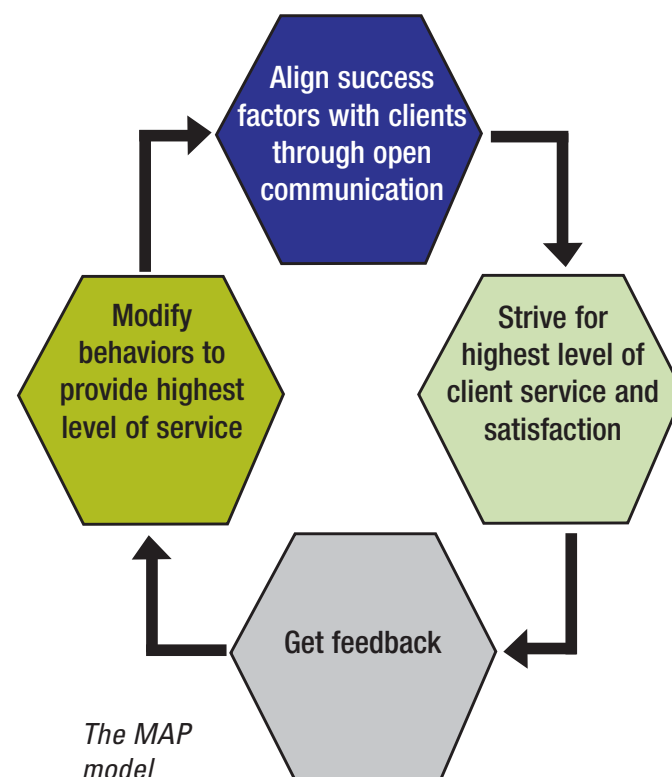 Align success
factors with clients
through open
communication
Strive for
highest level of
client service and
satisfaction
Get feedback
Modify
behaviors to
provide highest
level of service
The MAP
model